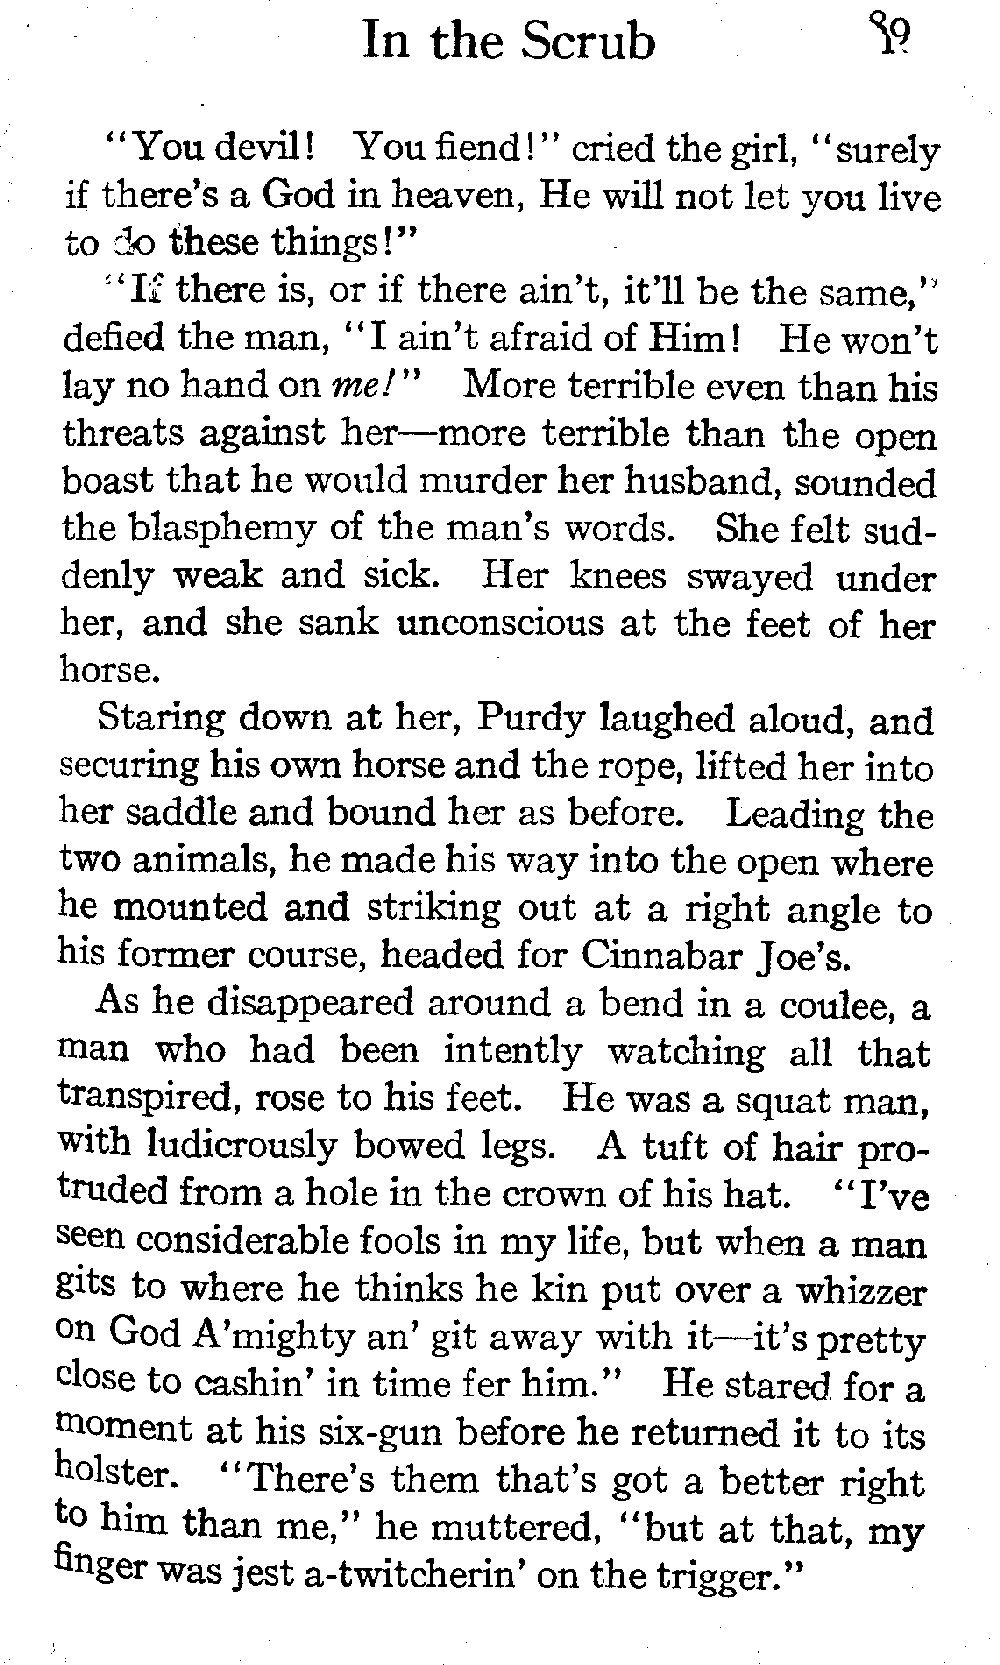 In the Scrub
"You devil! You fiend!" cried the girl, "surely
if there's a God in heaven, He will not let you live
to do these things!"
"If there is, or if there ain't, it'll be the same,"
defied the man, "I ain't afraid of Him! He won't
lay no hand on me!" More terrible even than his
threats against her—more terrible than the open
boast that he would murder her husband, sounded
the blasphemy of the man's words. She felt sud-
denly weak and sick. Her knees swayed under
her, and she sank unconscious at the feet of her
horse.
Staring down at her, Purdy laughed aloud, and
securing his own horse and the rope, lifted her into
her saddle and bound her as before. Leading the
two animals, he made his way into the open where
he mounted and striking out at a right angle to
his former course, headed for Cinnabar Joe's.
As he disappeared around a bend in a coulee, a
man who had been intently watching all that
transpired, rose to his feet. He was a squat man,
with ludicrously bowed legs. A tuft of hair pro-
truded from a hole in the crown of his hat. "I've
seen considerable fools in my life, but when a man
gits to where he thinks he kin put over a whizzer
on God A'mighty an' git away with it—it's pretty
close to cashin' in time fer him." He stared for a
moment at his six-gun before he returned it to its
holster. "There's them that's got a better right
to him than me," he muttered, "but at that, my
finger was jest a-twitcherin' on the trigger."